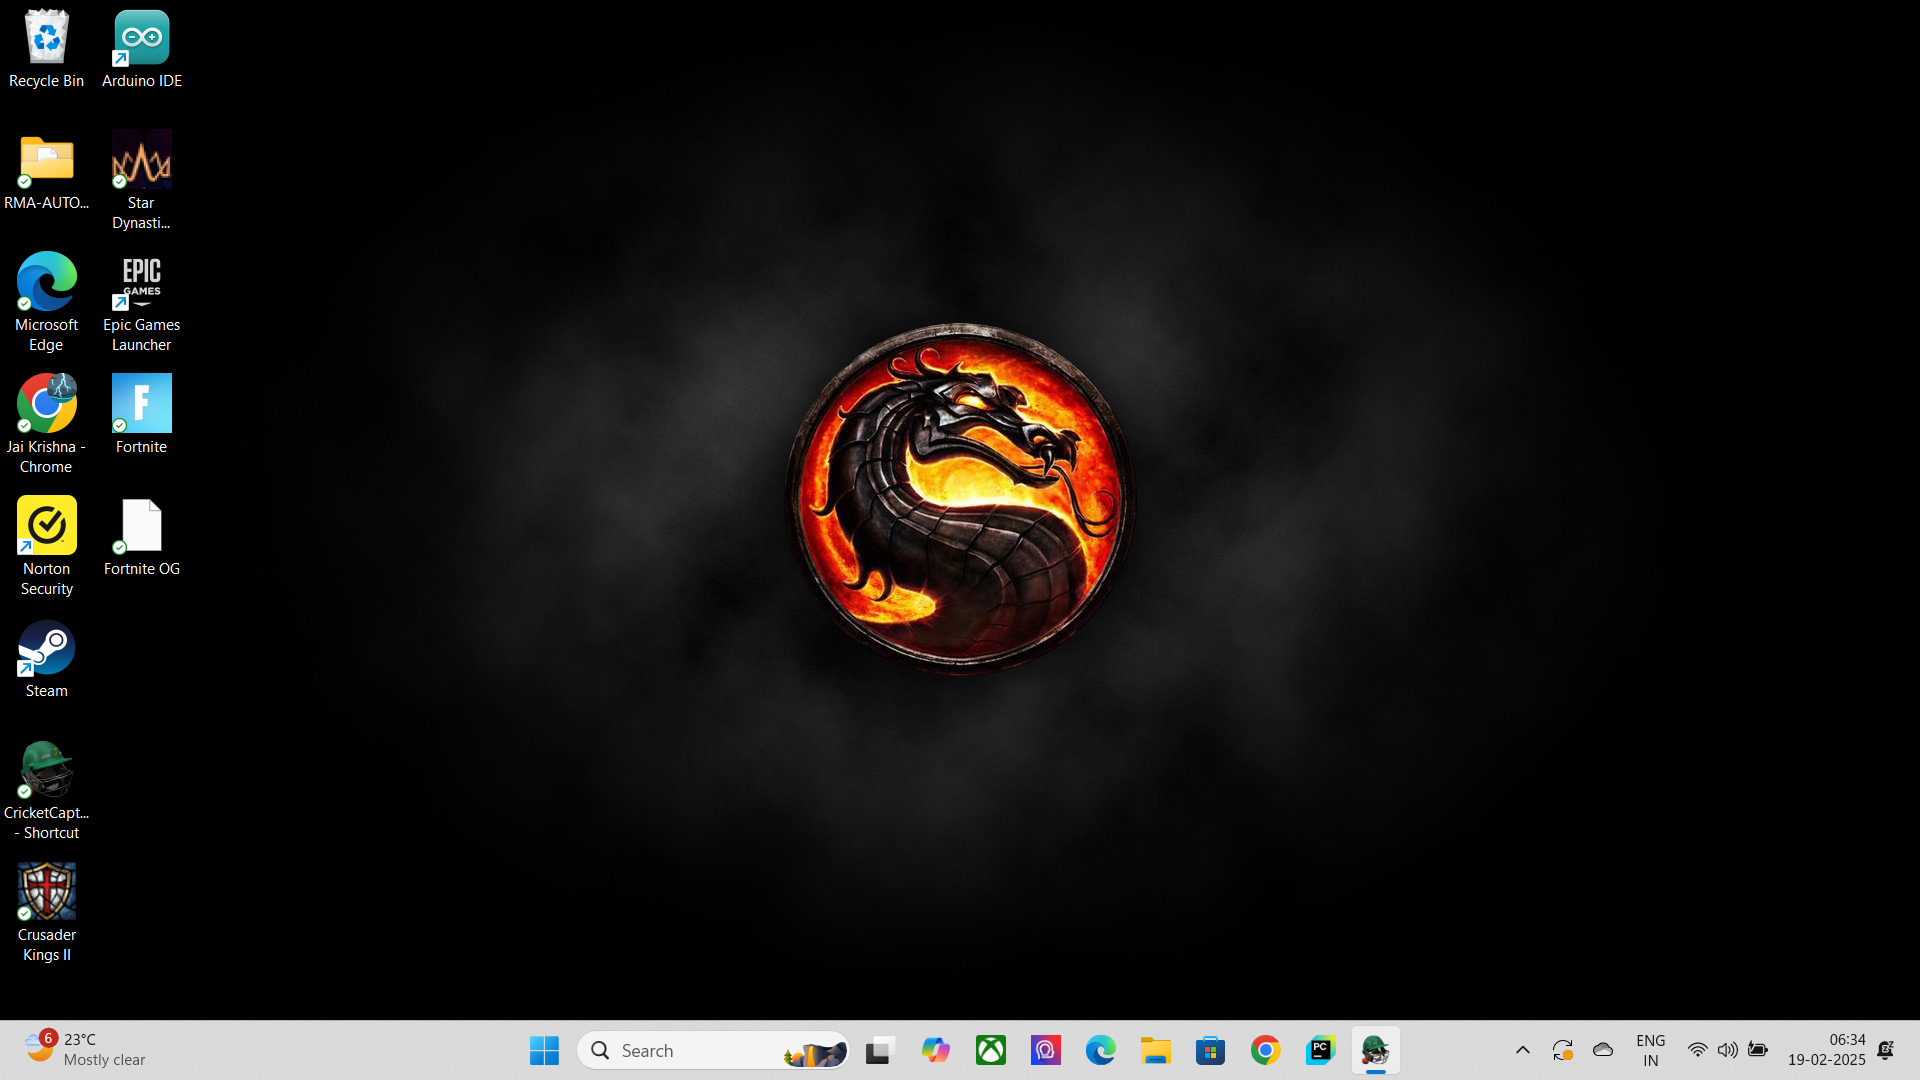 Recycle Bin
Arduino IDE
RMA-AUTO...
Star
Dynasti...
Microsoft
Edge
EPIC
GAMES
Epic Games
Launcher
Jai Krishna -
Chrome
F
Fortnite
Norton
Security
Fortnite OG
Steam
CricketCapt...
- Shortcut
Crusader
Kings II
6
23°C
Mostly clear
Search
PC
ENG
IN
06:34
19-02-2025